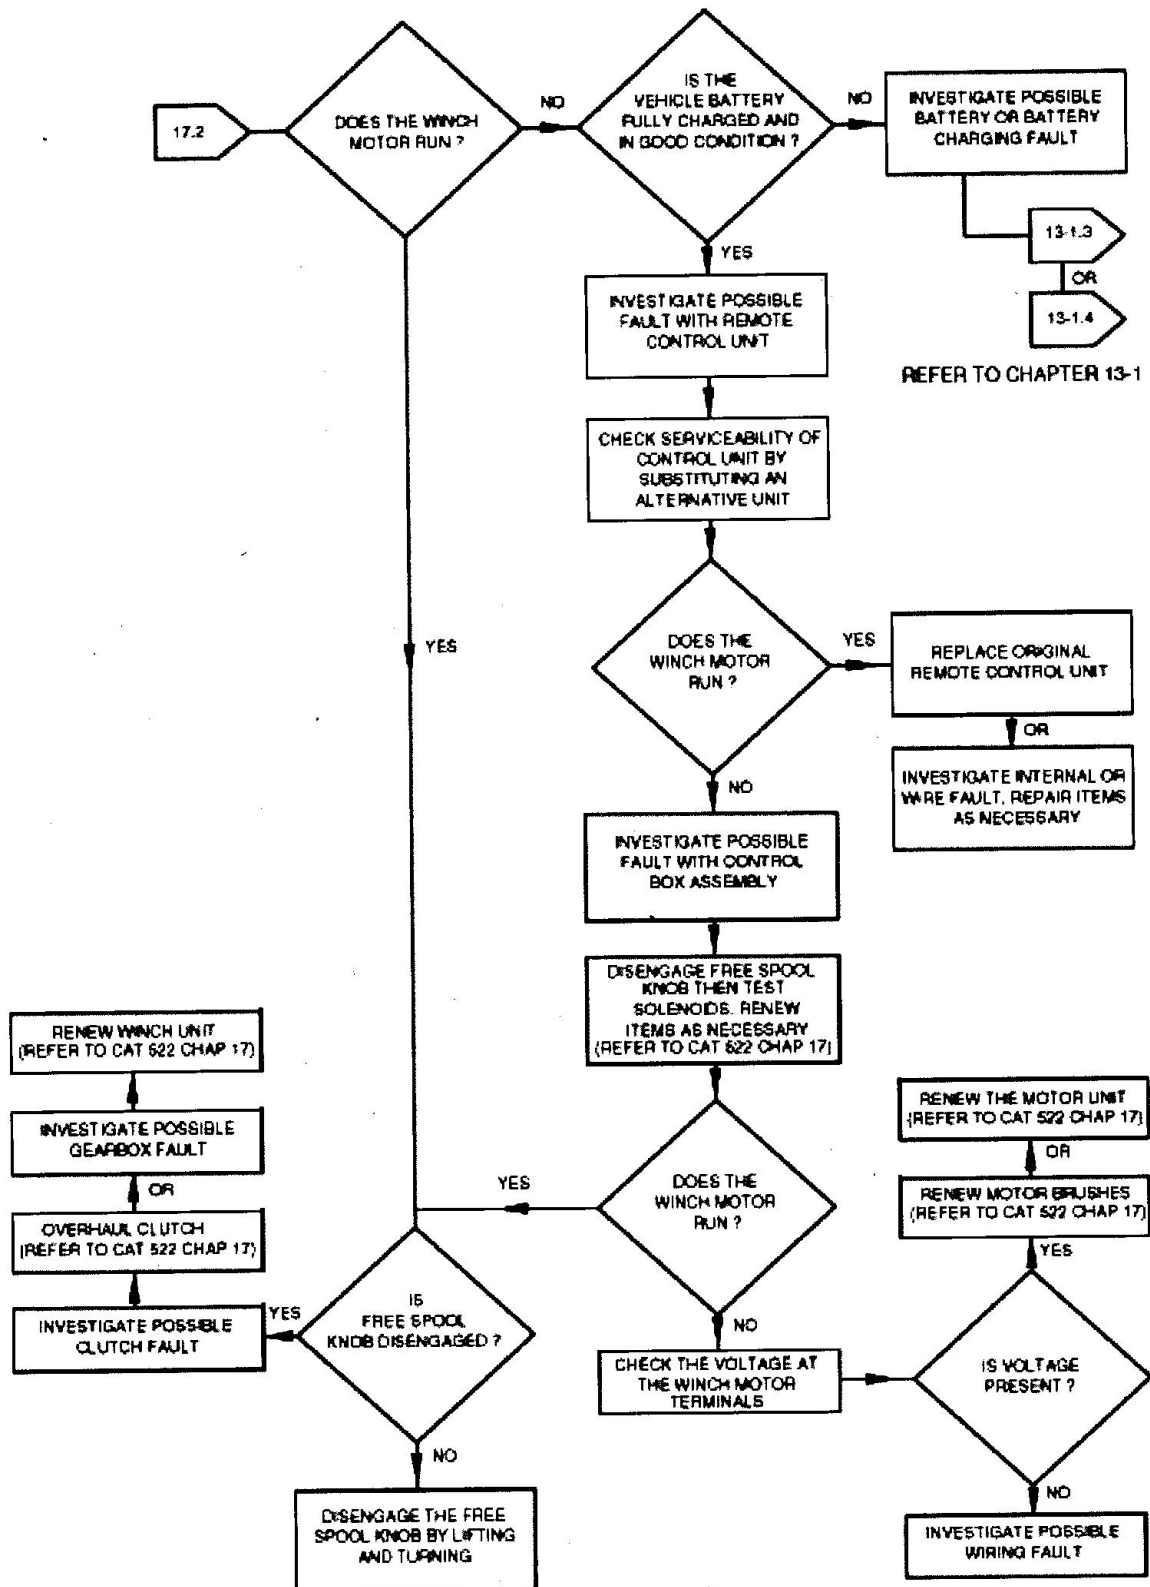 17.2
DOES THE WINCH
MOTOR RUN ?
NO
IS THE
VEHICLE BATTERY
FULLY CHARGED AND
IN GOOD CONDITION ?
NO
INVESTIGATE POSSIBLE
BATTERY OR BATTERY
CHARGING FAULT
13-1.3
OR
13-1.4
REFER TO CHAPTER 13-1
YES
INVESTIGATE POSSIBLE
FAULT WITH REMOTE
CONTROL UNIT
CHECK SERVICEABILITY OF
CONTROL UNIT BY
SUBSTITUTING AN
ALTERNATIVE UNIT
YES
DOES THE
WINCH MOTOR
RUN ?
YES
REPLACE ORIGINAL
REMOTE CONTROL UNIT
OR
INVESTIGATE INTERNAL OR
WIRE FAULT. REPAIR ITEMS
AS NECESSARY
NO
INVESTIGATE POSSIBLE
FAULT WITH CONTROL
BOX ASSEMBLY
DISENGAGE FREE SPOOL
KNOB THEN TEST
SOLENOIDS. RENEW
ITEMS AS NECESSARY
(REFER TO CAT 522 CHAP 17)
DOES THE
WINCH MOTOR
RUN ?
YES
NO
CHECK THE VOLTAGE AT
THE WINCH MOTOR
TERMINALS
IS VOLTAGE
PRESENT ?
YES
RENEW MOTOR BRUSHES
(REFER TO CAT 522 CHAP 17)
OR
RENEW THE MOTOR UNIT
(REFER TO CAT 522 CHAP 17)
NO
INVESTIGATE POSSIBLE
WIRING FAULT
IS
FREE SPOOL
KNOB DISENGAGED ?
YES
INVESTIGATE POSSIBLE
CLUTCH FAULT
OVERHAUL CLUTCH
(REFER TO CAT 522 CHAP 17)
OR
INVESTIGATE POSSIBLE
GEARBOX FAULT
RENEW WINCH UNIT
(REFER TO CAT 522 CHAP 17)
NO
DISENGAGE THE FREE
SPOOL KNOB BY LIFTING
AND TURNING